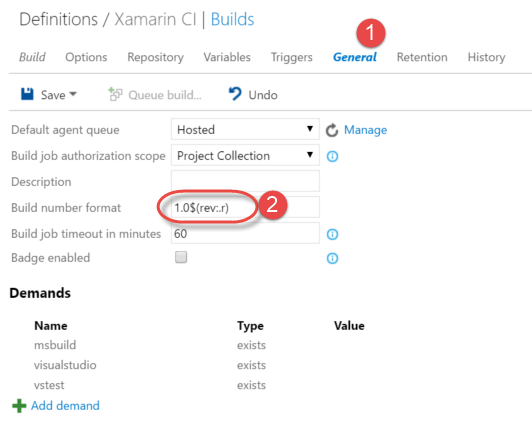 Definitions / Xamarin CI | Builds
1
Build Options Repository Variables Triggers General Retention History
Save Queue build... Undo
Default agent queue Hosted Manage
Build job authorization scope Project Collection
Description
Build number format 1.0$(rev:.r) 2
Build job timeout in minutes 60
Badge enabled
Demands
Name Type Value
msbuild exists
visualstudio exists
vstest exists
Add demand